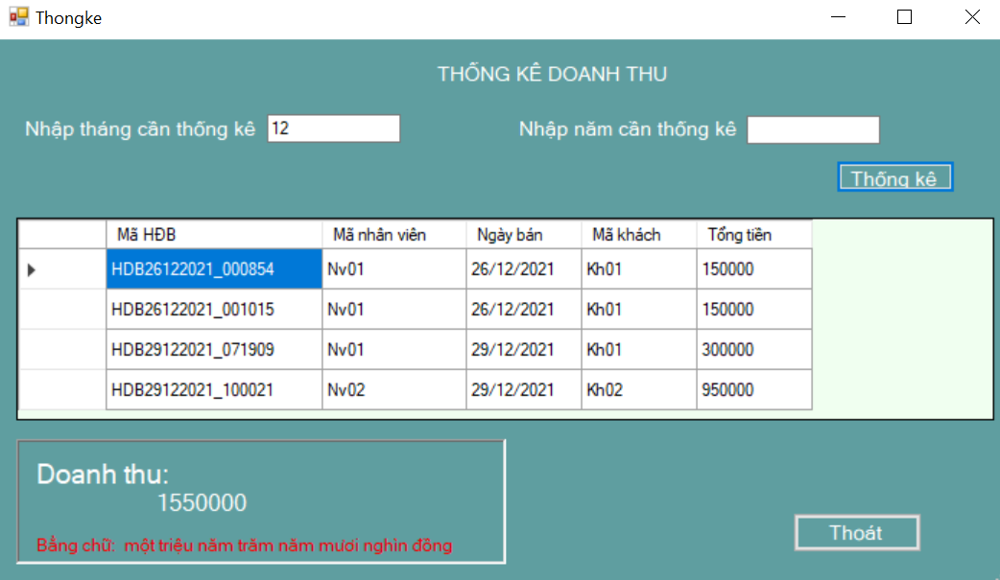 Thongke
THỐNG KÊ DOANH THU
Nhập tháng cần thống kê 12 Nhập năm cần thống kê
Thống kê
Mã HĐB Mã nhân viên Ngày bán Mã khách Tổng tiền
HDB26122021_000854 Nv01 26/12/2021 Kh01 150000
HDB26122021_001015 Nv01 26/12/2021 Kh01 150000
HDB29122021_071909 Nv01 29/12/2021 Kh01 300000
HDB29122021_100021 Nv02 29/12/2021 Kh02 950000
Doanh thu:
1550000
Bằng chữ: một triệu năm trăm năm mươi nghìn đồng
Thoát